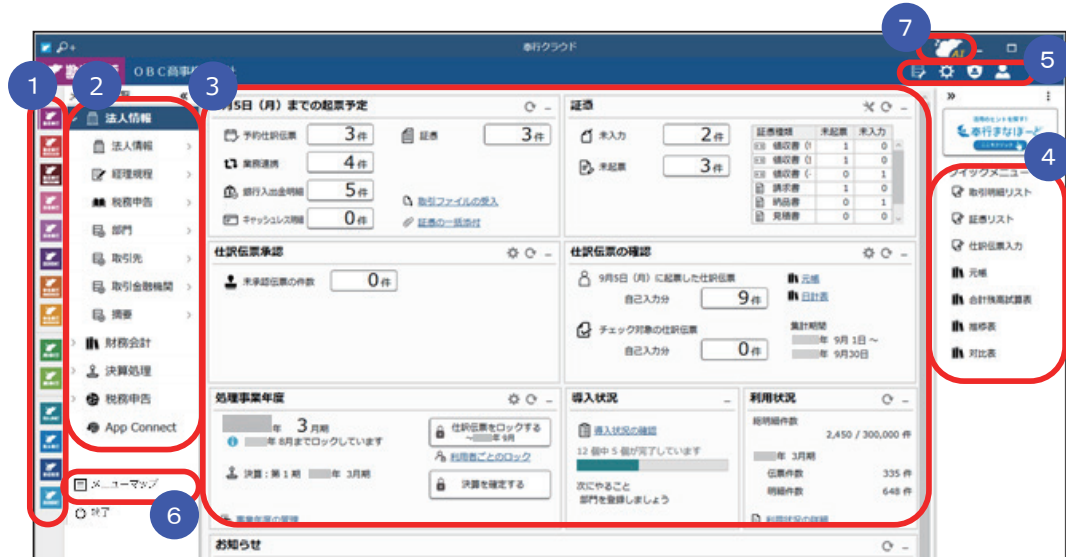 奉行クラウド
7
AI
OBC商事
5
1
2
3
4
6
法人情報
法人情報
経理規程
税務申告
部門
取引先
取引金融機関
摘要
財務会計
決算処理
税務申告
App Connect
メニューマップ
終了
月5日（月）までの起票予定
予約仕訳伝票 3件
証憑 3件
業務連携 4件
銀行入出金明細 5件
取引ファイルの受入
キャッシュレス明細 0件
証憑の一括添付
証憑
未入力 2件
未起票 3件
証憑種類 未起票 未入力
領収書 1 0
領収書 1 0
領収書 (- 0 1
請求書 1 0
納品書 0 1
見積書 0 0
仕訳伝票承認
未承認伝票の件数 0件
仕訳伝票の確認
9月5日（月）に起票した仕訳伝票
自己入力分 9件
元帳
日計表
チェック対象の仕訳伝票
自己入力分 0件
集計期間
年 9月 1日 ～
年 9月30日
処理事業年度
年 3月期
年 8月までロックしています
決算：第1期 年 3月期
事業年度の管理
仕訳伝票をロックする
～ 年 9月
利用者ごとのロック
決算を確定する
導入状況
導入状況の確認
12 個中 5 個が完了しています
次にやること
部門を登録しましょう
利用状況
総明細件数
2,450 / 300,000 件
年 3月期
伝票件数 335 件
明細件数 648 件
利用状況の詳細
お知らせ
活用のヒントを探す!
奉行まなぼーど
クイックメニュー
取引明細リスト
証憑リスト
仕訳伝票入力
元帳
合計残高試算表
推移表
対比表